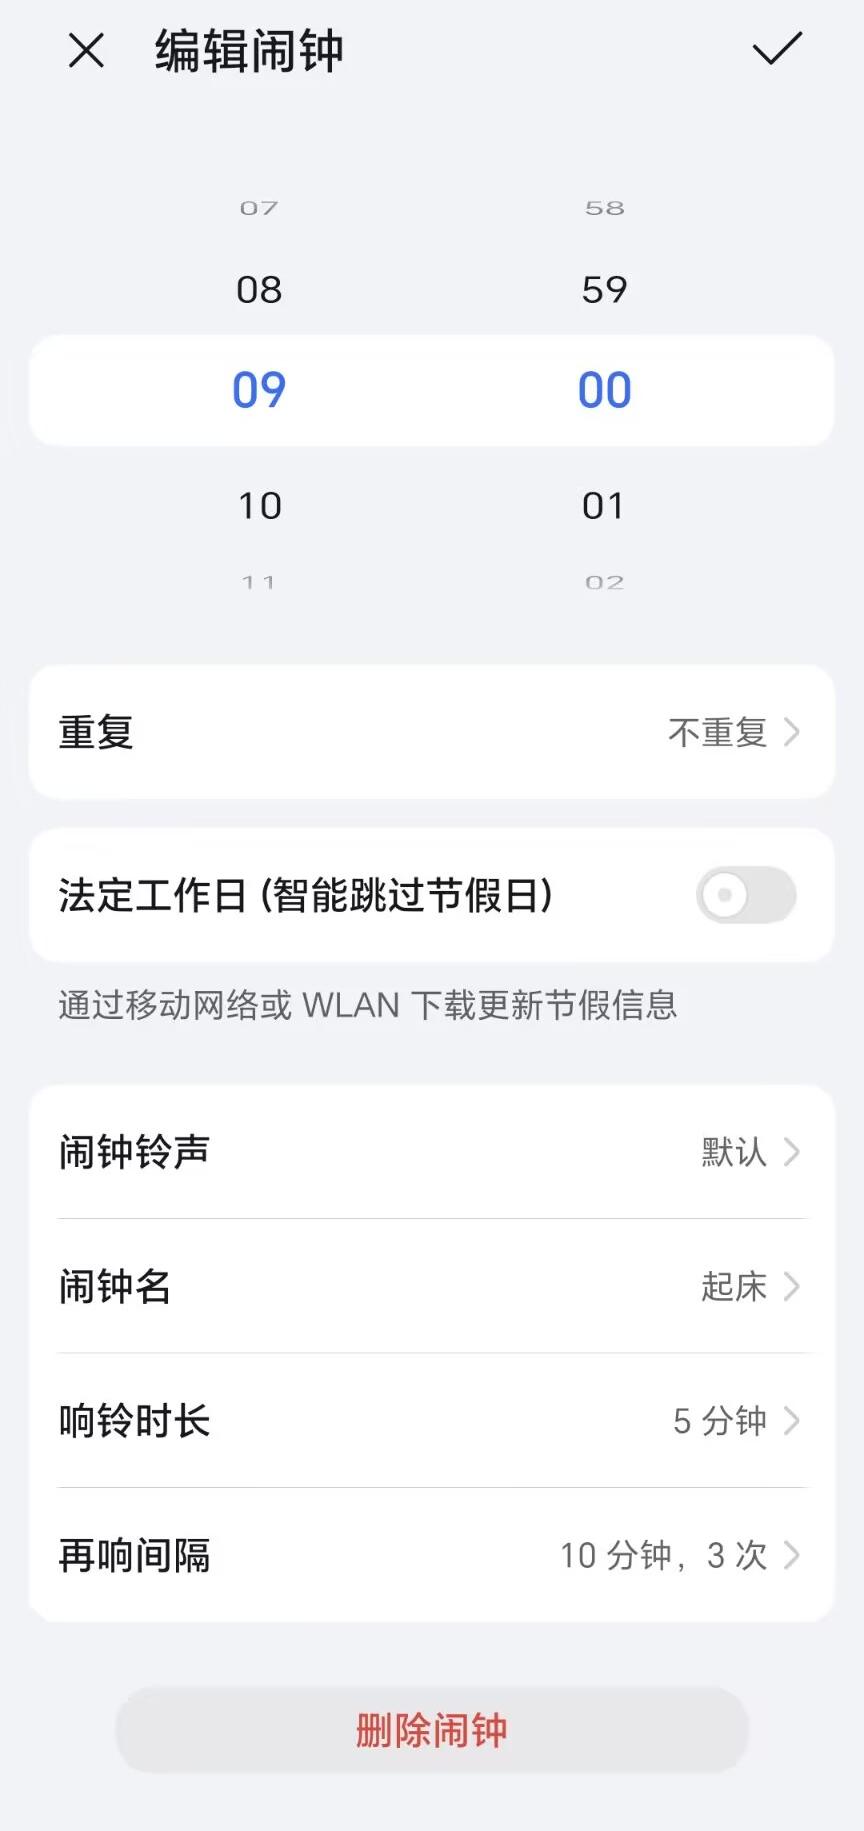 编辑闹钟
07 58
08 59
09 00
10 01
11 02
重复 不重复
法定工作日 (智能跳过节假日)
通过移动网络或 WLAN 下载更新节假信息
闹钟铃声 默认
闹钟名 起床
响铃时长 5 分钟
再响间隔 10 分钟，3 次
删除闹钟